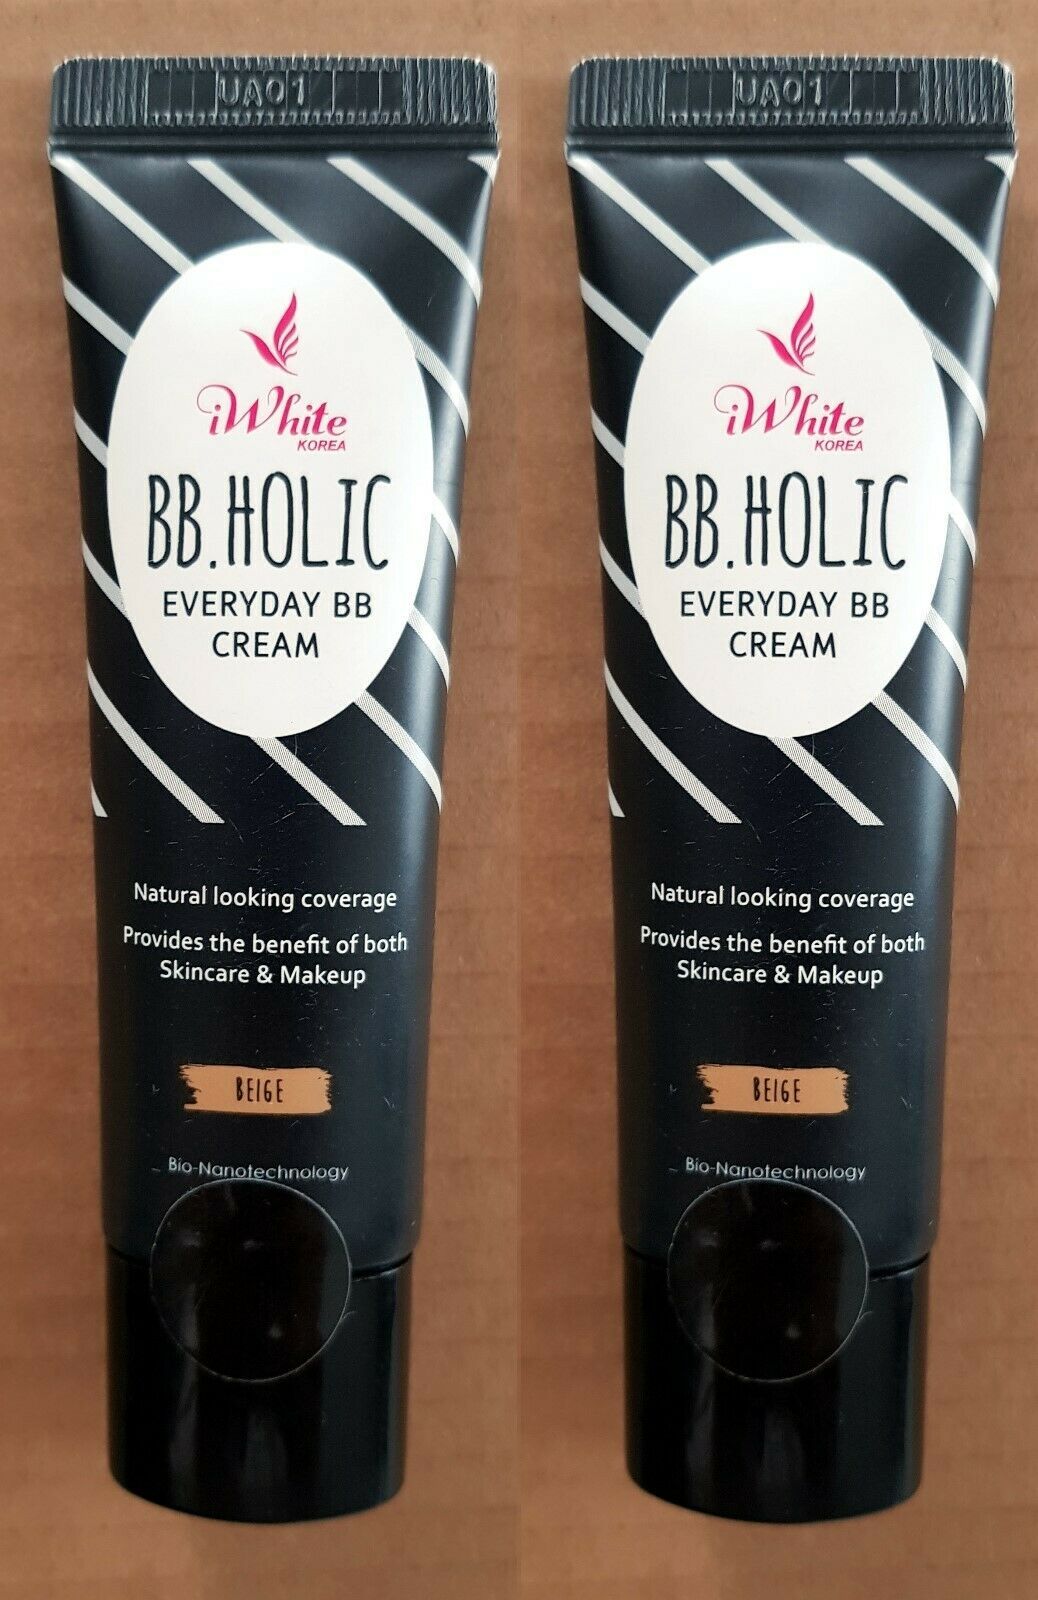 UA01
iWhite
KOREA
BB.HOLIC
EVERYDAY BB
CREAM
Natural looking coverage
Provides the benefit of both
Skincare & Makeup
BEIGE
Bio-Nanotechnology
UA01
iWhite
KOREA
BB.HOLIC
EVERYDAY BB
CREAM
Natural looking coverage
Provides the benefit of both
Skincare & Makeup
BEIGE
Bio-Nanotechnology